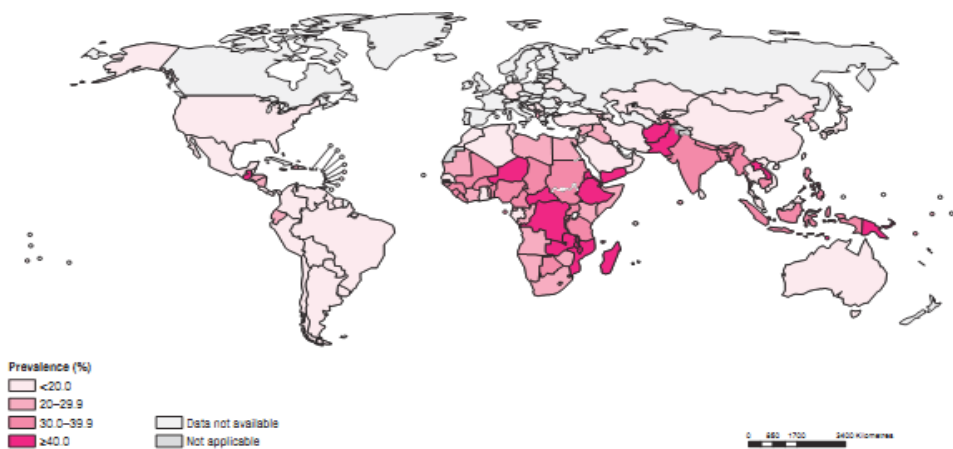 Prevalence (%)
<20.0
20–29.9
30.0–39.9
≥40.0
Data not available
Not applicable
0 850 1700 3400 Kilometres